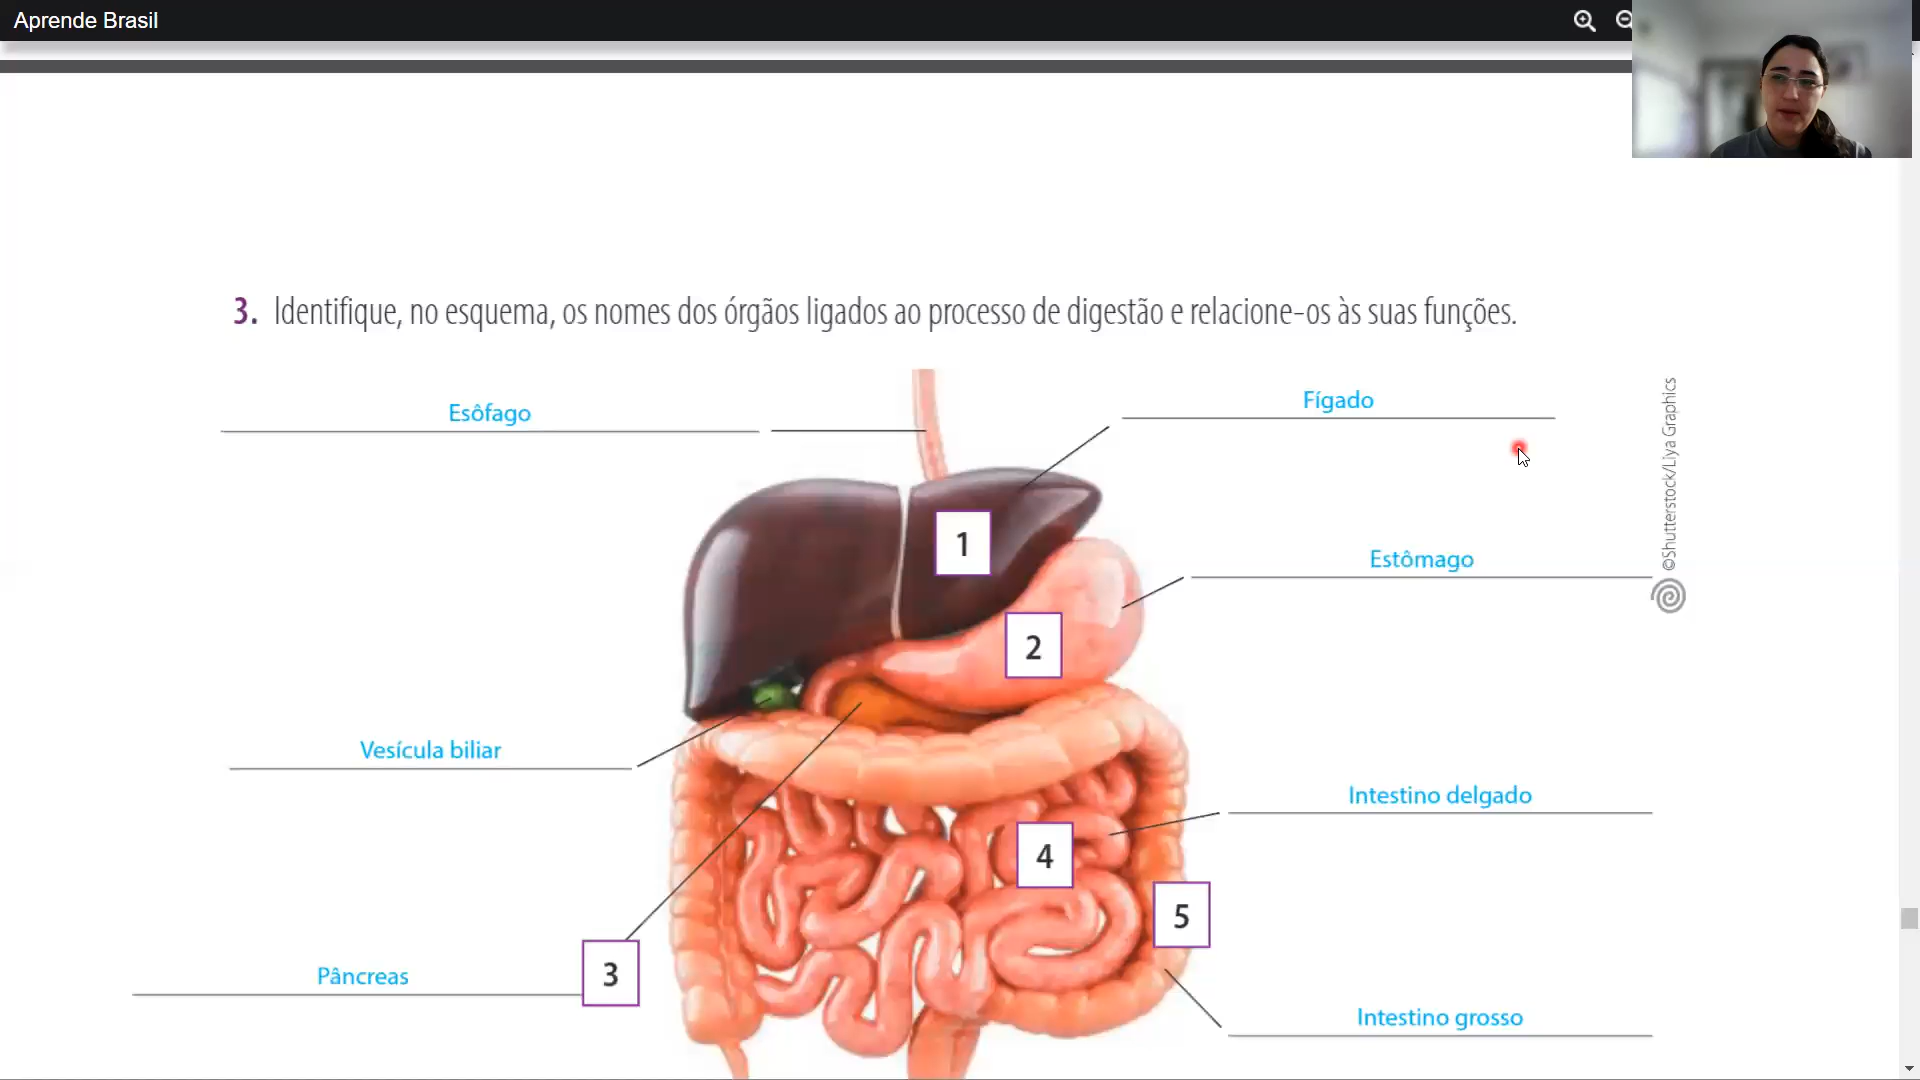 Aprende Brasil
3. Identifique, no esquema, os nomes dos órgãos ligados ao processo de digestão e relacione-os às suas funções.
Esôfago
Fígado
©Shutterstock/Liya Graphics
1
Estômago
2
Vesícula biliar
Intestino delgado
4
5
Pâncreas
3
Intestino grosso